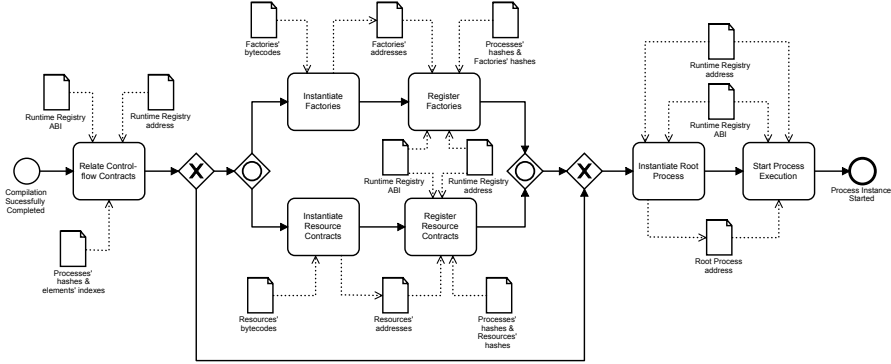 Factories'
bytecodes
Factories'
addresses
Processes'
hashes &
Factories' hashes
Runtime Registry
address
Instantiate
Factories
Register
Factories
Runtime Registry
ABI
Runtime Registry
address
Runtime Registry
ABI
Compilation
Sucessfully
Completed
Relate Control-
flow Contracts
X
Runtime Registry
ABI
Runtime Registry
address
X
Instantiate Root
Process
Start Process
Execution
Process Instance
Started
Processes'
hashes &
elements' indexes
Instantiate
Resource
Contracts
Register
Resource
Contracts
Root Process
address
Resources'
bytecodes
Resources'
addresses
Processes'
hashes &
Resources'
hashes